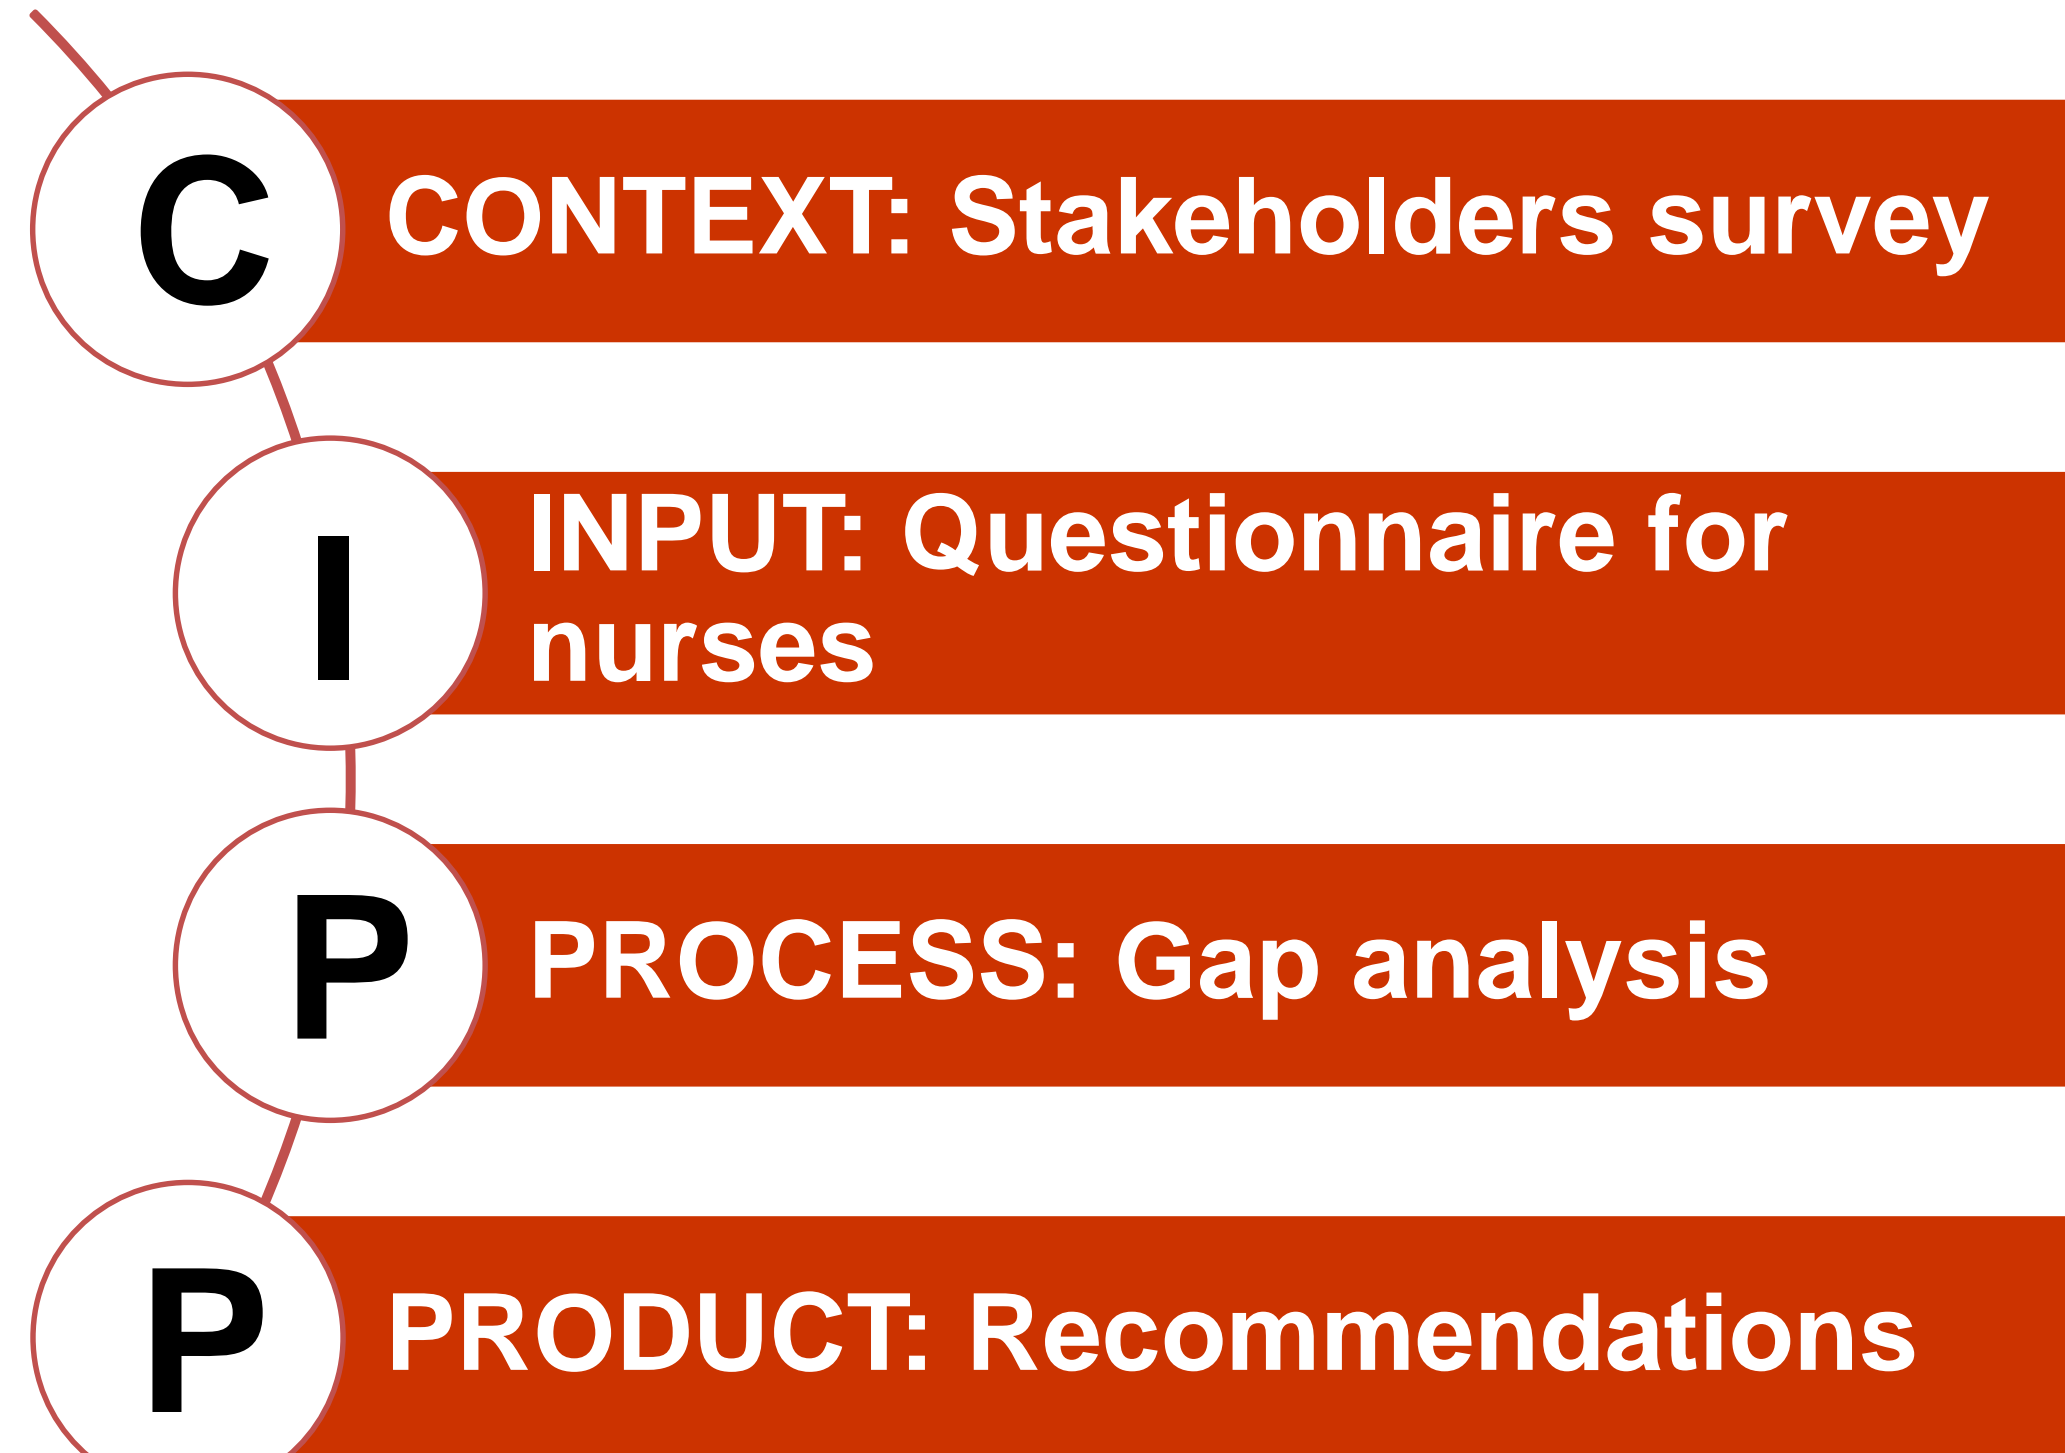 C
CONTEXT: Stakeholders survey
I
INPUT: Questionnaire for
nurses
P
PROCESS: Gap analysis
P
PRODUCT: Recommendations